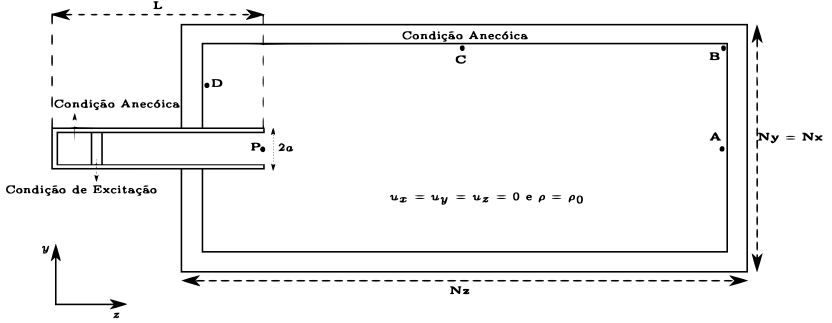 L
Condição Anecóica
B
C
D
Condição Anecóica
P
2a
A
Ny = Nx
Condição de Excitação
u_x = u_y = u_z = 0 e ρ = ρ_0
y
z
Nz